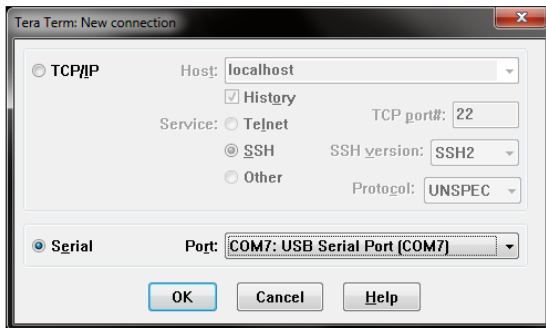 Tera Term: New connection
TCP/IP Host: localhost
History
Service: Telnet TCP port#: 22
SSH SSH version: SSH2
Other Protocol: UNSPEC
Serial Port: COM7: USB Serial Port (COM7)
OK Cancel Help